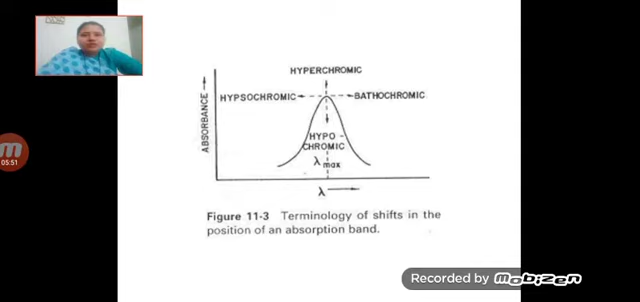 HYPERCHROMIC
HYPSOCHROMIC
BATHOCHROMIC
ABSORBANCE
HYPO-
CHROMIC
λ max
λ
Figure 11-3 Terminology of shifts in the
position of an absorption band.
M
05:51
Recorded by mobizen